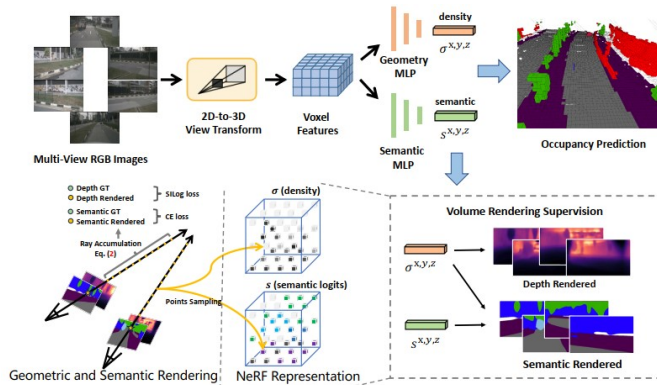 Multi-View RGB Images
2D-to-3D
View Transform
Voxel
Features
Geometry
MLP
density
σ^x,y,z
Semantic
MLP
semantic
s^x,y,z
Occupancy Prediction
Depth GT
Depth Rendered
SILog loss
Semantic GT
Semantic Rendered
CE loss
Ray Accumulation
Eq. (2)
Points Sampling
Geometric and Semantic Rendering
σ (density)
s (semantic logits)
NeRF Representation
Volume Rendering Supervision
σ^x,y,z
Depth Rendered
s^x,y,z
Semantic Rendered